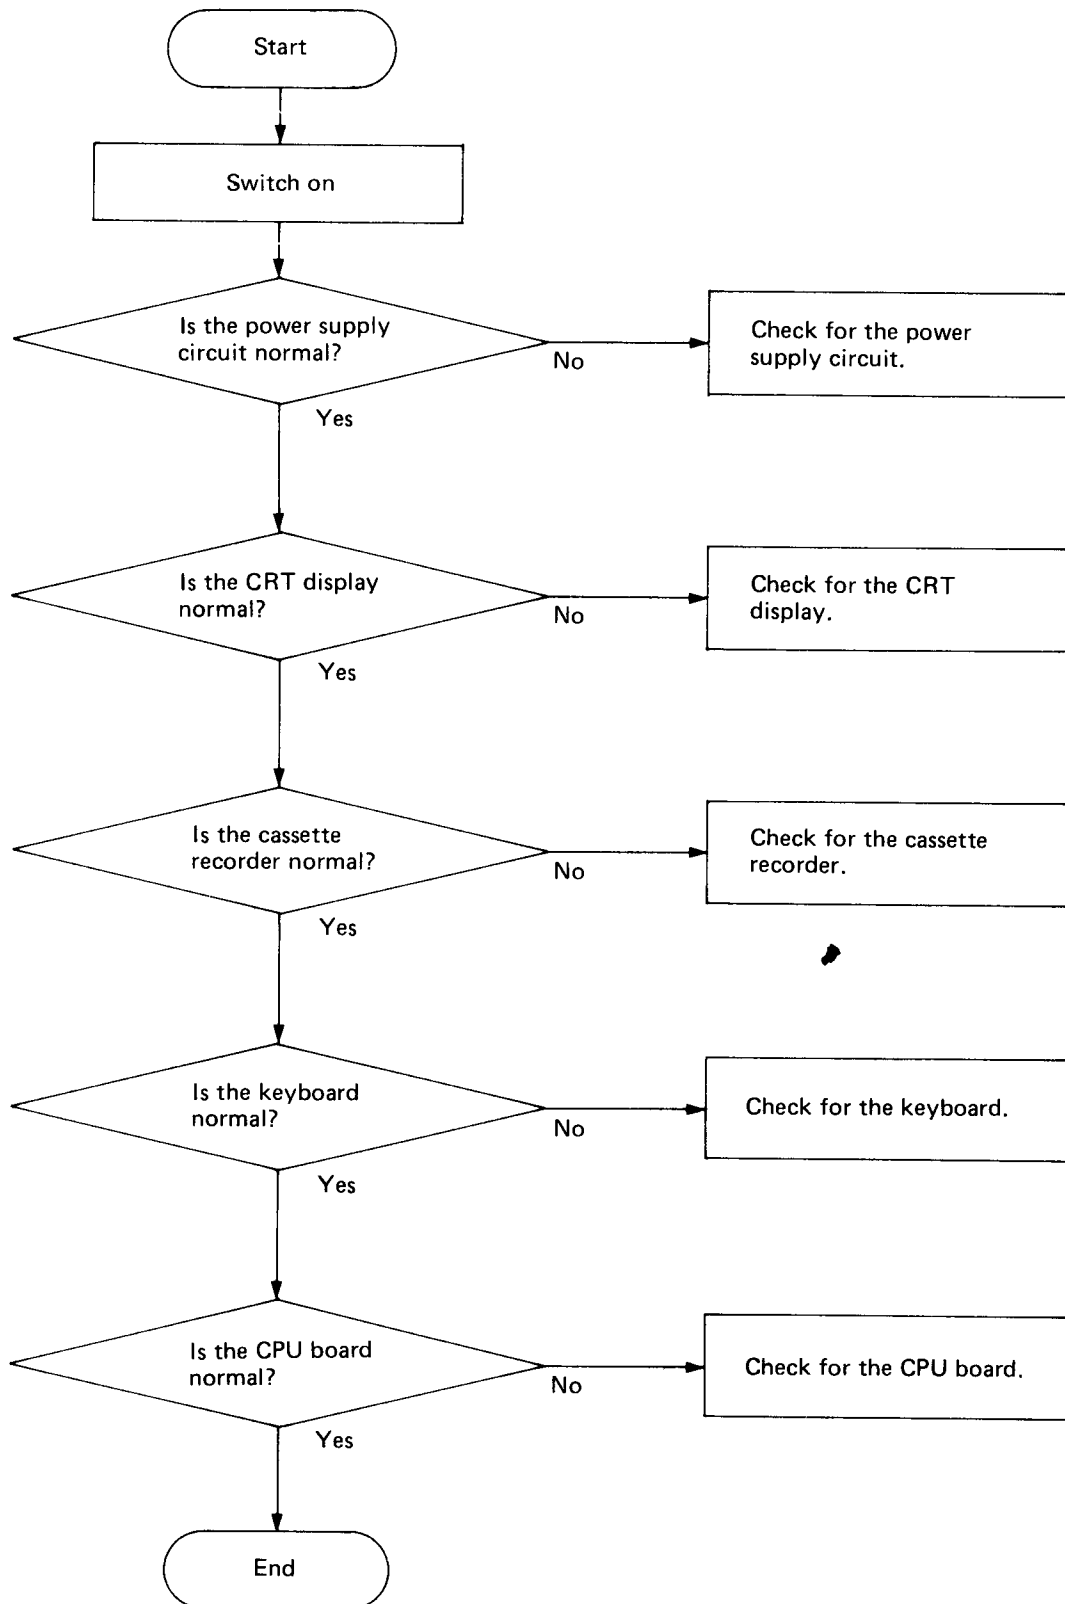 Start
Switch on
Is the power supply
circuit normal?
No
Check for the power
supply circuit.
Yes
Is the CRT display
normal?
No
Check for the CRT
display.
Yes
Is the cassette
recorder normal?
No
Check for the cassette
recorder.
Yes
Is the keyboard
normal?
No
Check for the keyboard.
Yes
Is the CPU board
normal?
No
Check for the CPU board.
Yes
End